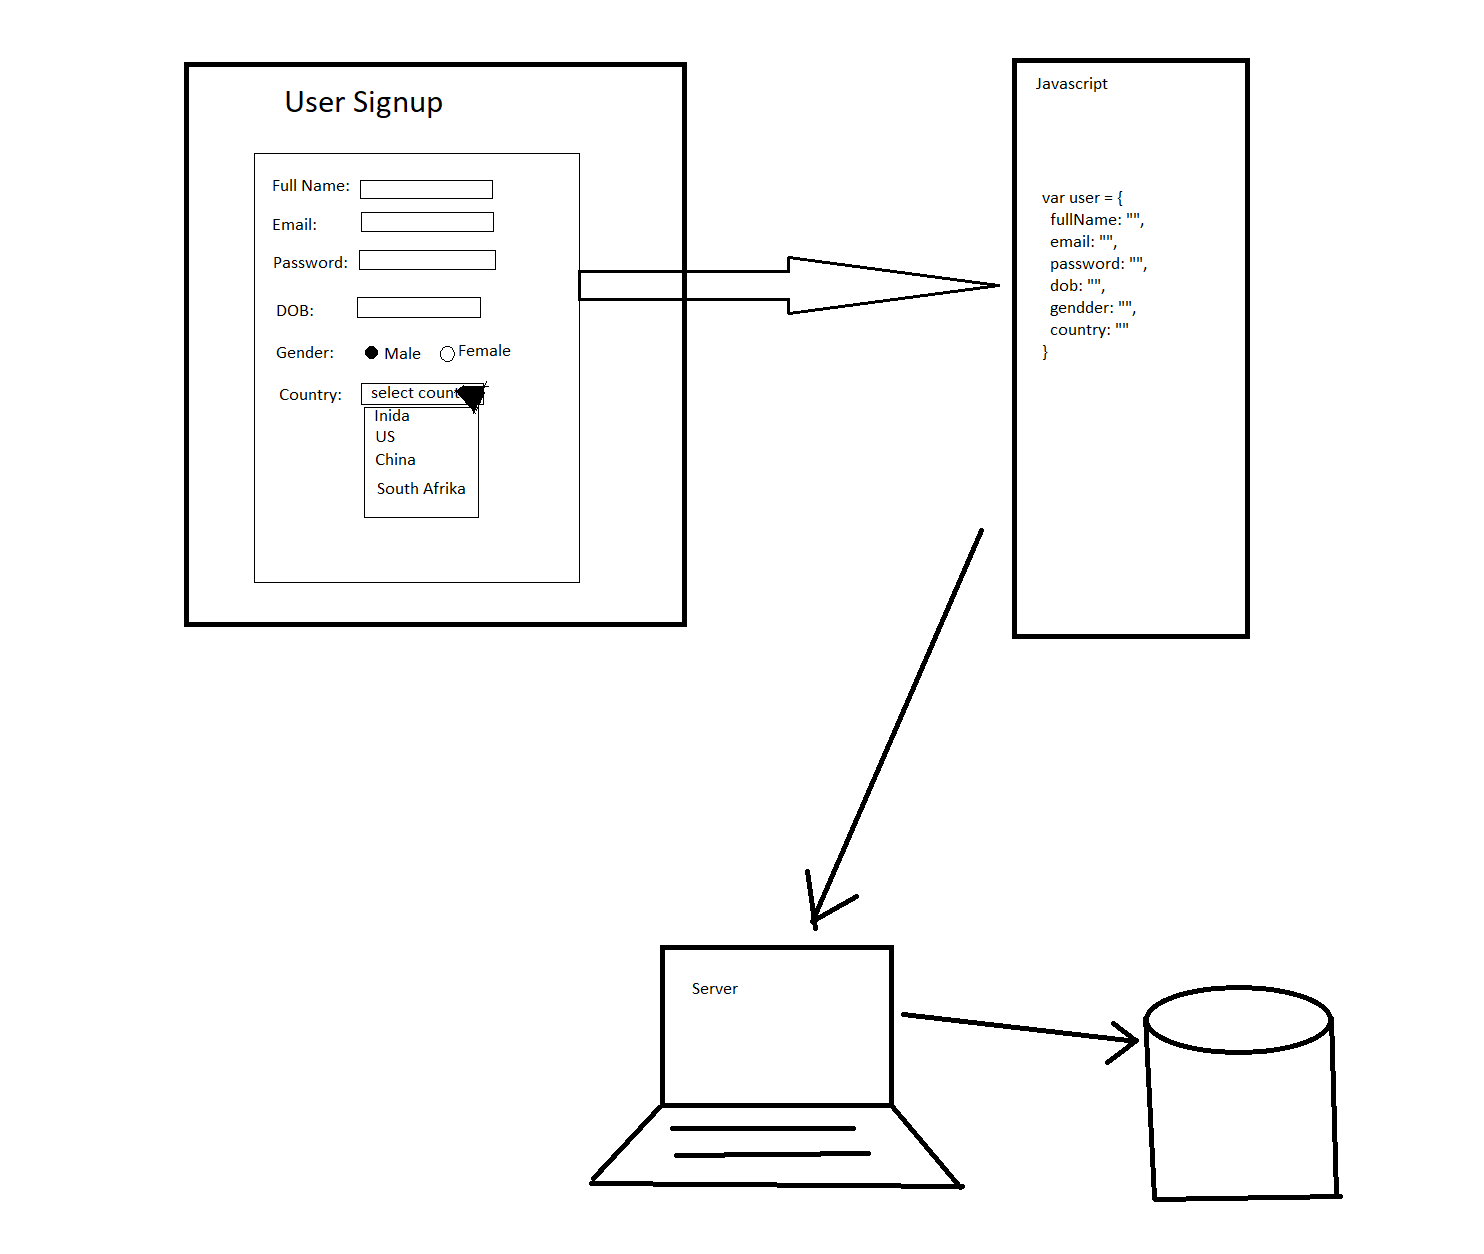 User Signup
Full Name:
Email:
Password:
DOB:
Gender: Male Female
Country: select count
Inida
US
China
South Afrika
Javascript
var user = {
fullName: "",
email: "",
password: "",
dob: "",
gendder: "",
country: ""
}
Server